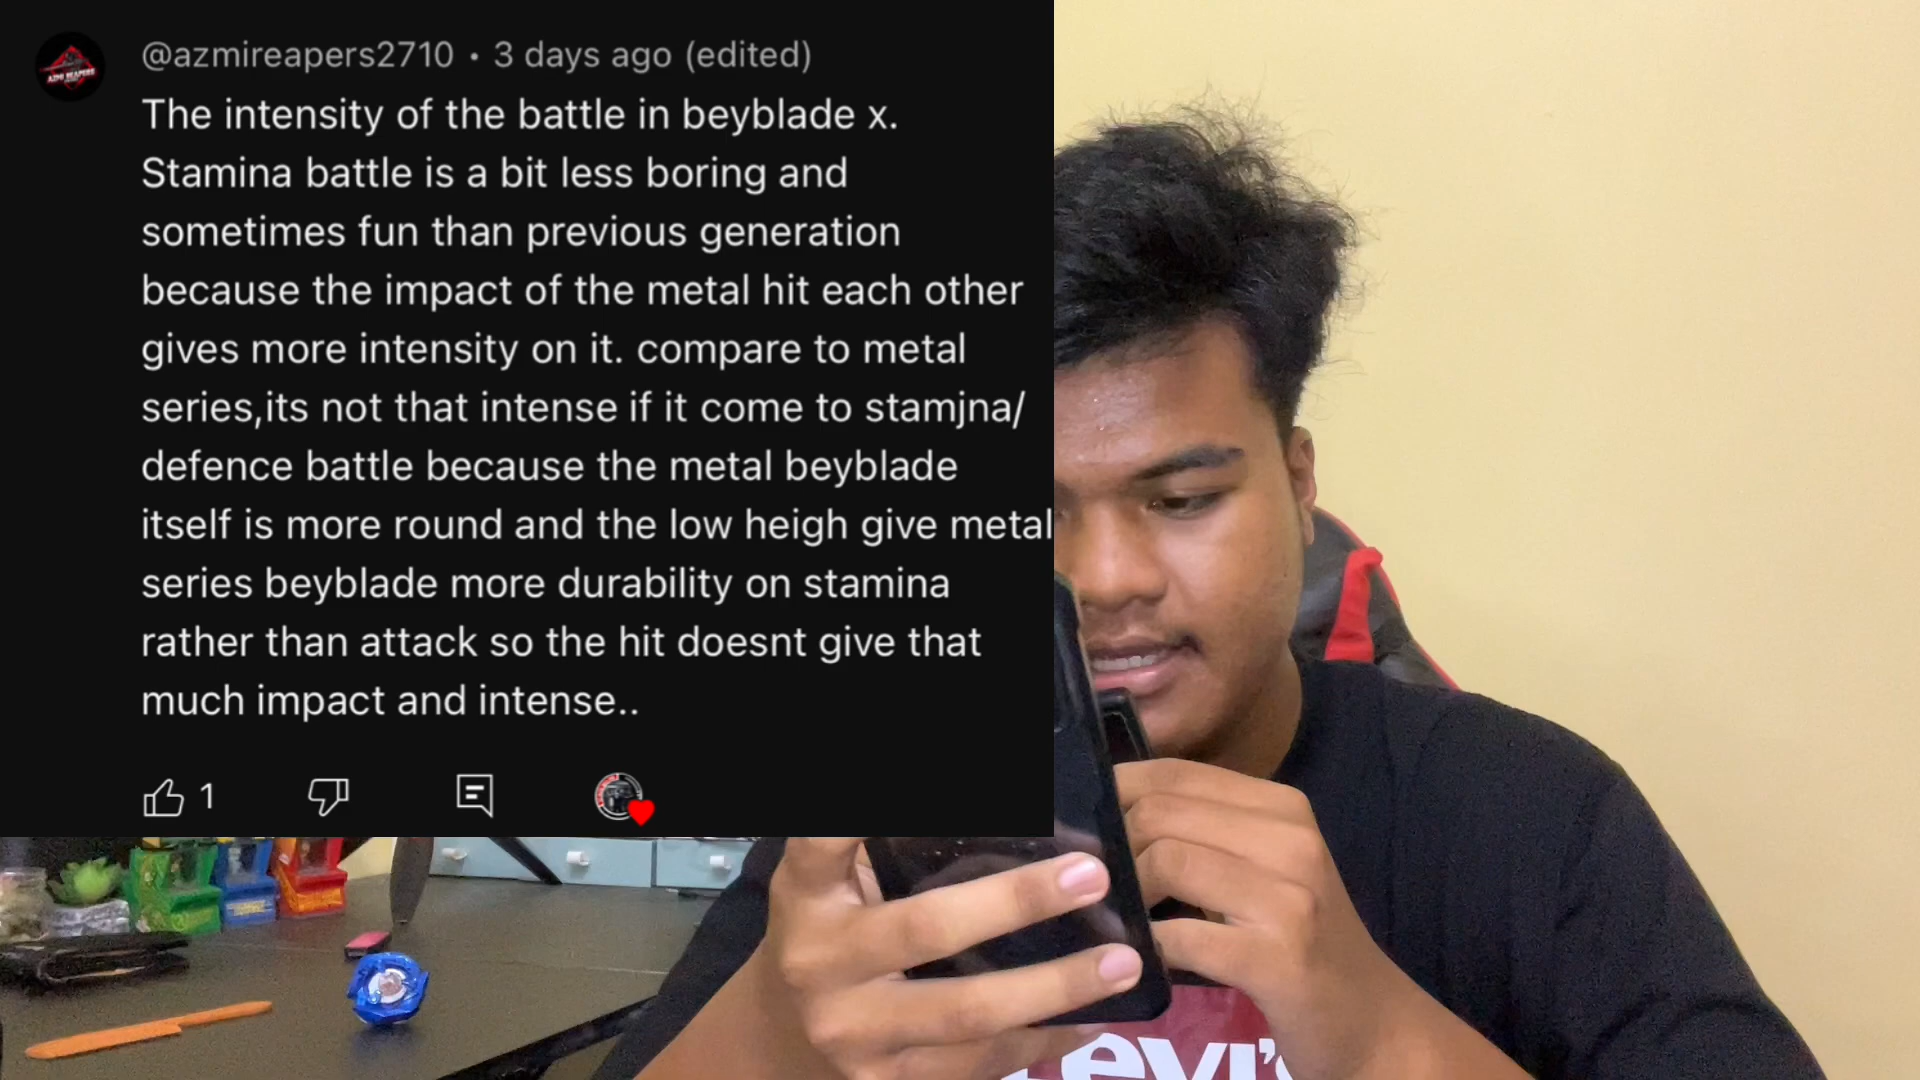 @azmireapers2710 • 3 days ago (edited)
The intensity of the battle in beyblade x.
Stamina battle is a bit less boring and
sometimes fun than previous generation
because the impact of the metal hit each other
gives more intensity on it. compare to metal
series,its not that intense if it come to stamjna/
defence battle because the metal beyblade
itself is more round and the low heigh give metal
series beyblade more durability on stamina
rather than attack so the hit doesnt give that
much impact and intense..
1
Levi's